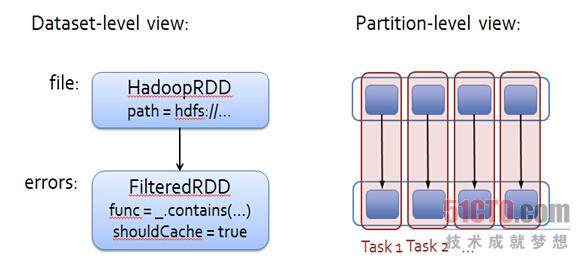 Dataset-level view:
Partition-level view:
file:
HadoopRDD
path = hdfs://...
errors:
FilteredRDD
func = _.contains(...)
shouldCache = true
Task 1 Task 2 ...
51CTO.com
技术成就梦想